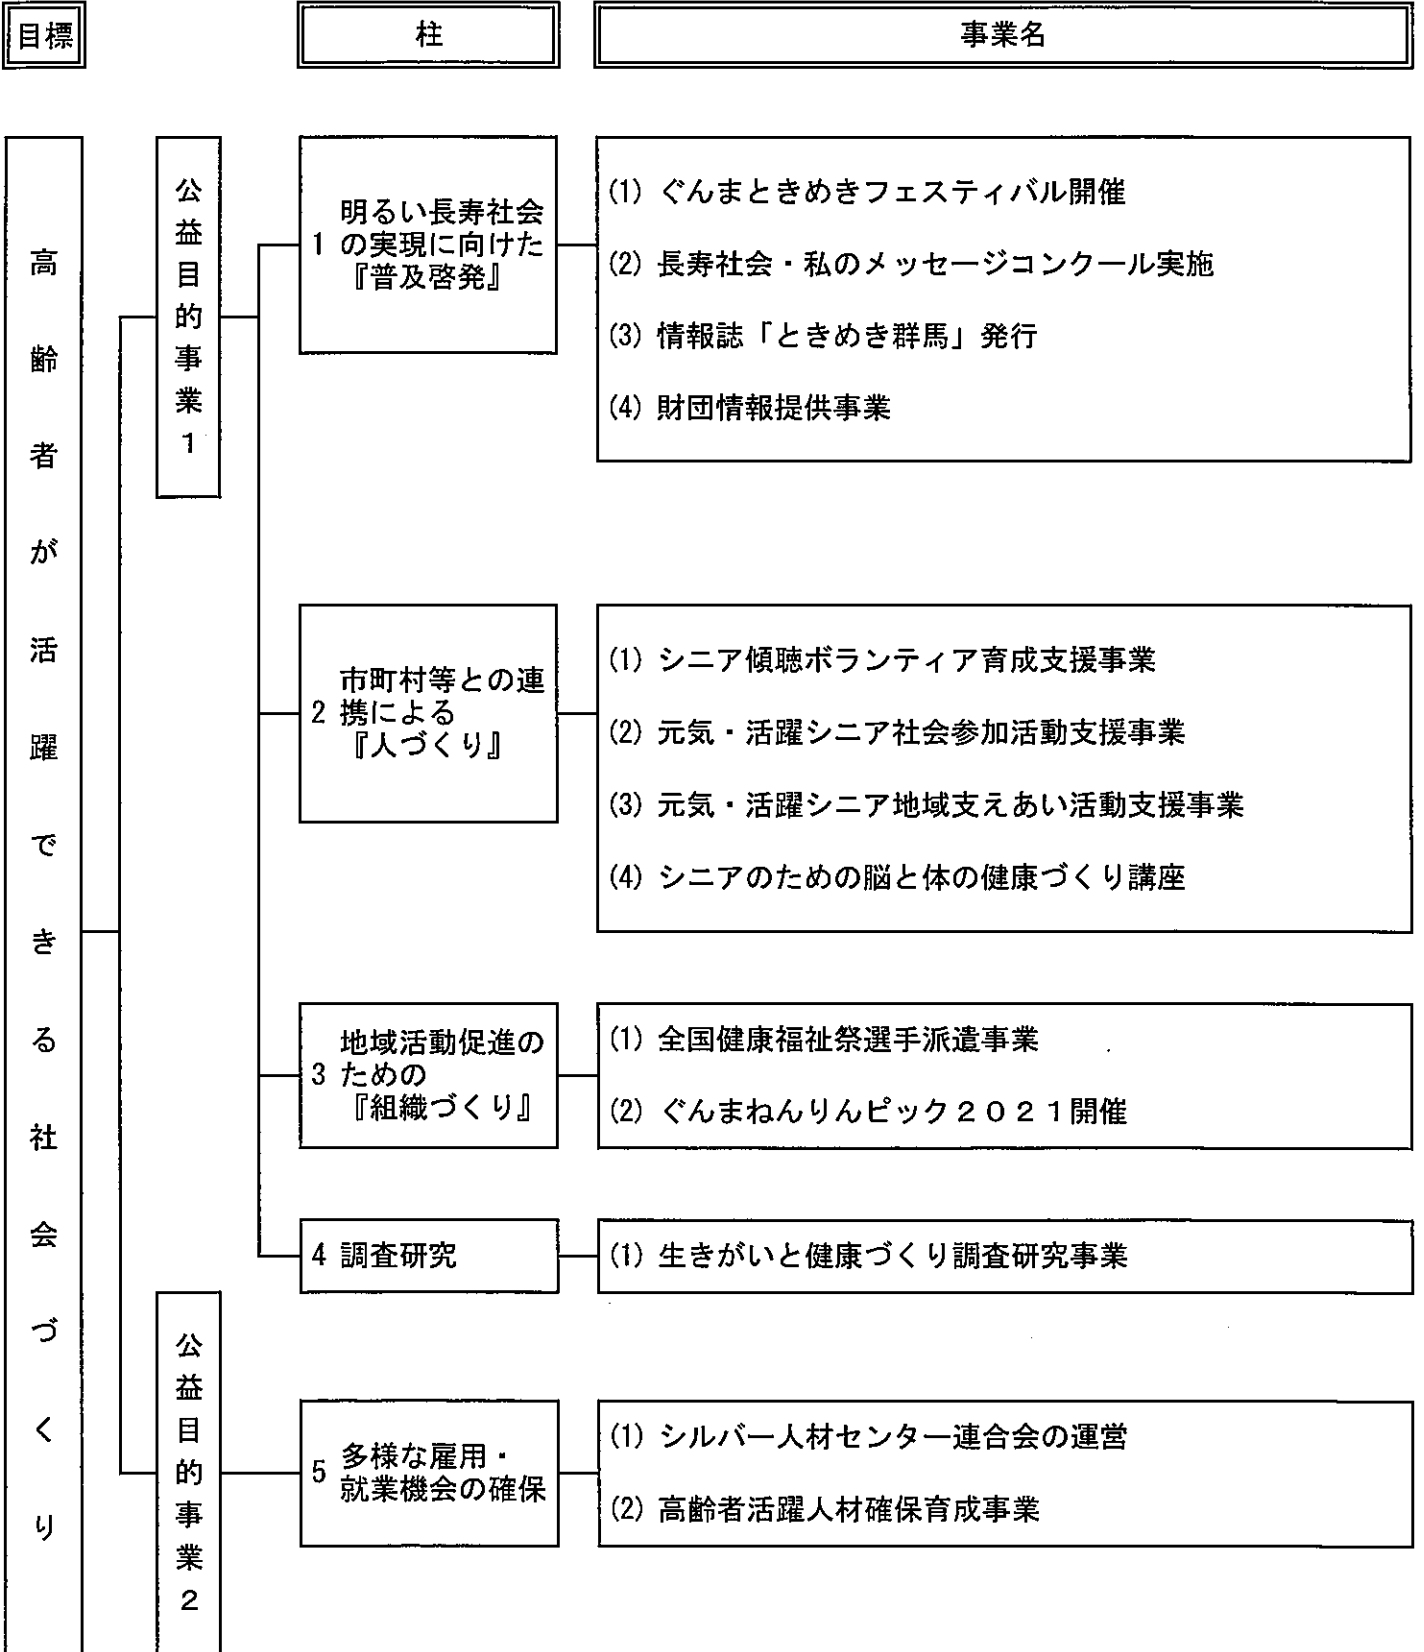 目標
柱
事業名
高齢者が活躍できる社会づくり
公益目的事業1
1 明るい長寿社会
の実現に向けた
『普及啓発』
(1) ぐんまときめきフェスティバル開催
(2) 長寿社会・私のメッセージコンクール実施
(3) 情報誌「ときめき群馬」発行
(4) 財団情報提供事業
2 市町村等との連
携による
『人づくり』
(1) シニア傾聴ボランティア育成支援事業
(2) 元気・活躍シニア社会参加活動支援事業
(3) 元気・活躍シニア地域支えあい活動支援事業
(4) シニアのための脳と体の健康づくり講座
3 地域活動促進の
ための
『組織づくり』
(1) 全国健康福祉祭選手派遣事業
(2) ぐんまねんりんピック2021開催
4 調査研究
(1) 生きがいと健康づくり調査研究事業
公益目的事業2
5 多様な雇用・
就業機会の確保
(1) シルバー人材センター連合会の運営
(2) 高齢者活躍人材確保育成事業